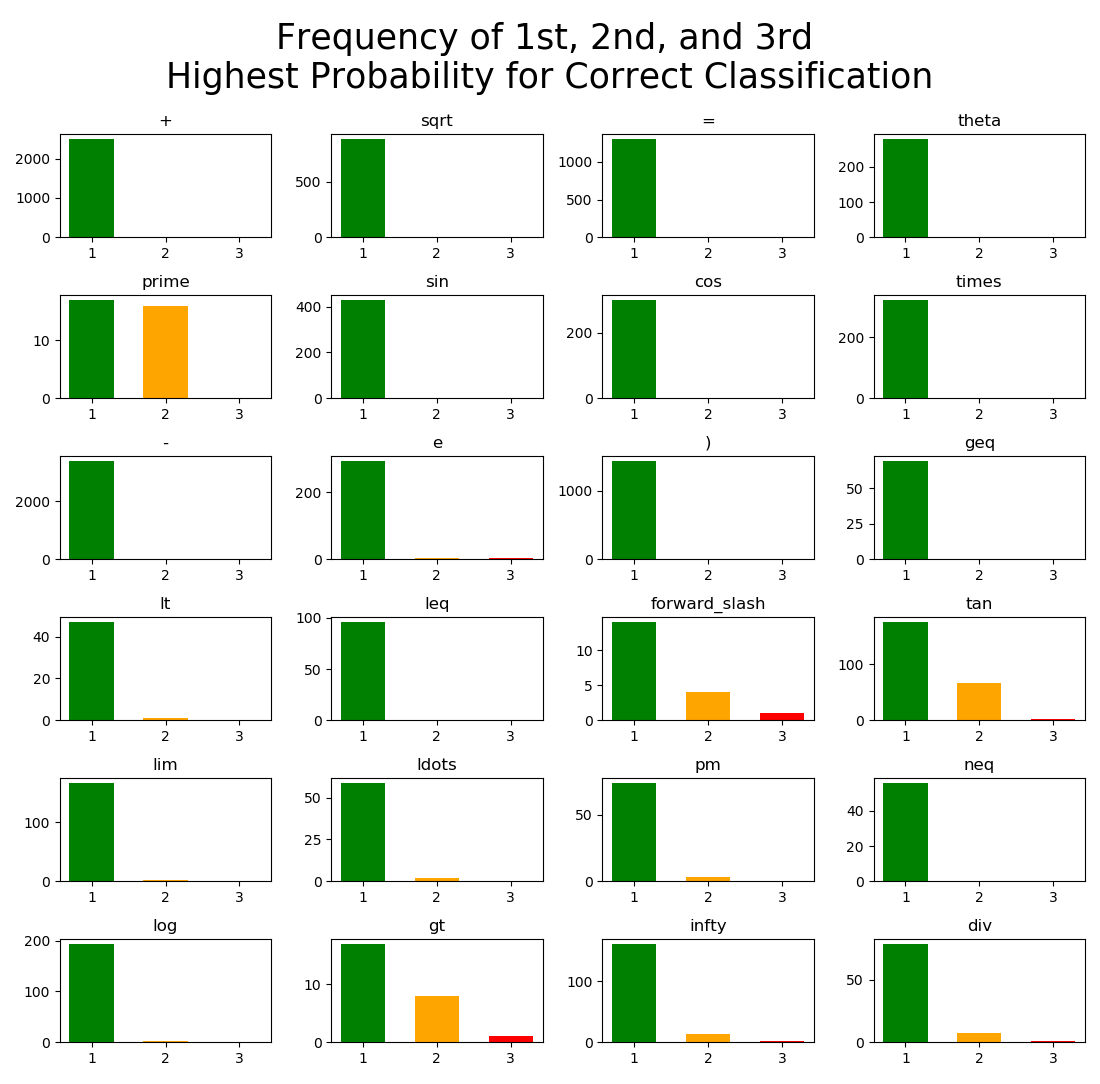 Frequency of 1st, 2nd, and 3rd
Highest Probability for Correct Classification
+
2000
1000
0
1 2 3
sqrt
500
0
1 2 3
=
1000
500
0
1 2 3
theta
200
100
0
1 2 3
prime
10
0
1 2 3
sin
400
200
0
1 2 3
cos
200
0
1 2 3
times
200
0
1 2 3
-
2000
0
1 2 3
e
200
0
1 2 3
)
1000
0
1 2 3
geq
50
25
0
1 2 3
lt
40
20
0
1 2 3
leq
100
50
0
1 2 3
forward_slash
10
5
0
1 2 3
tan
100
0
1 2 3
lim
100
0
1 2 3
ldots
50
25
0
1 2 3
pm
50
0
1 2 3
neq
40
20
0
1 2 3
log
200
100
0
1 2 3
gt
10
0
1 2 3
infty
100
0
1 2 3
div
50
0
1 2 3